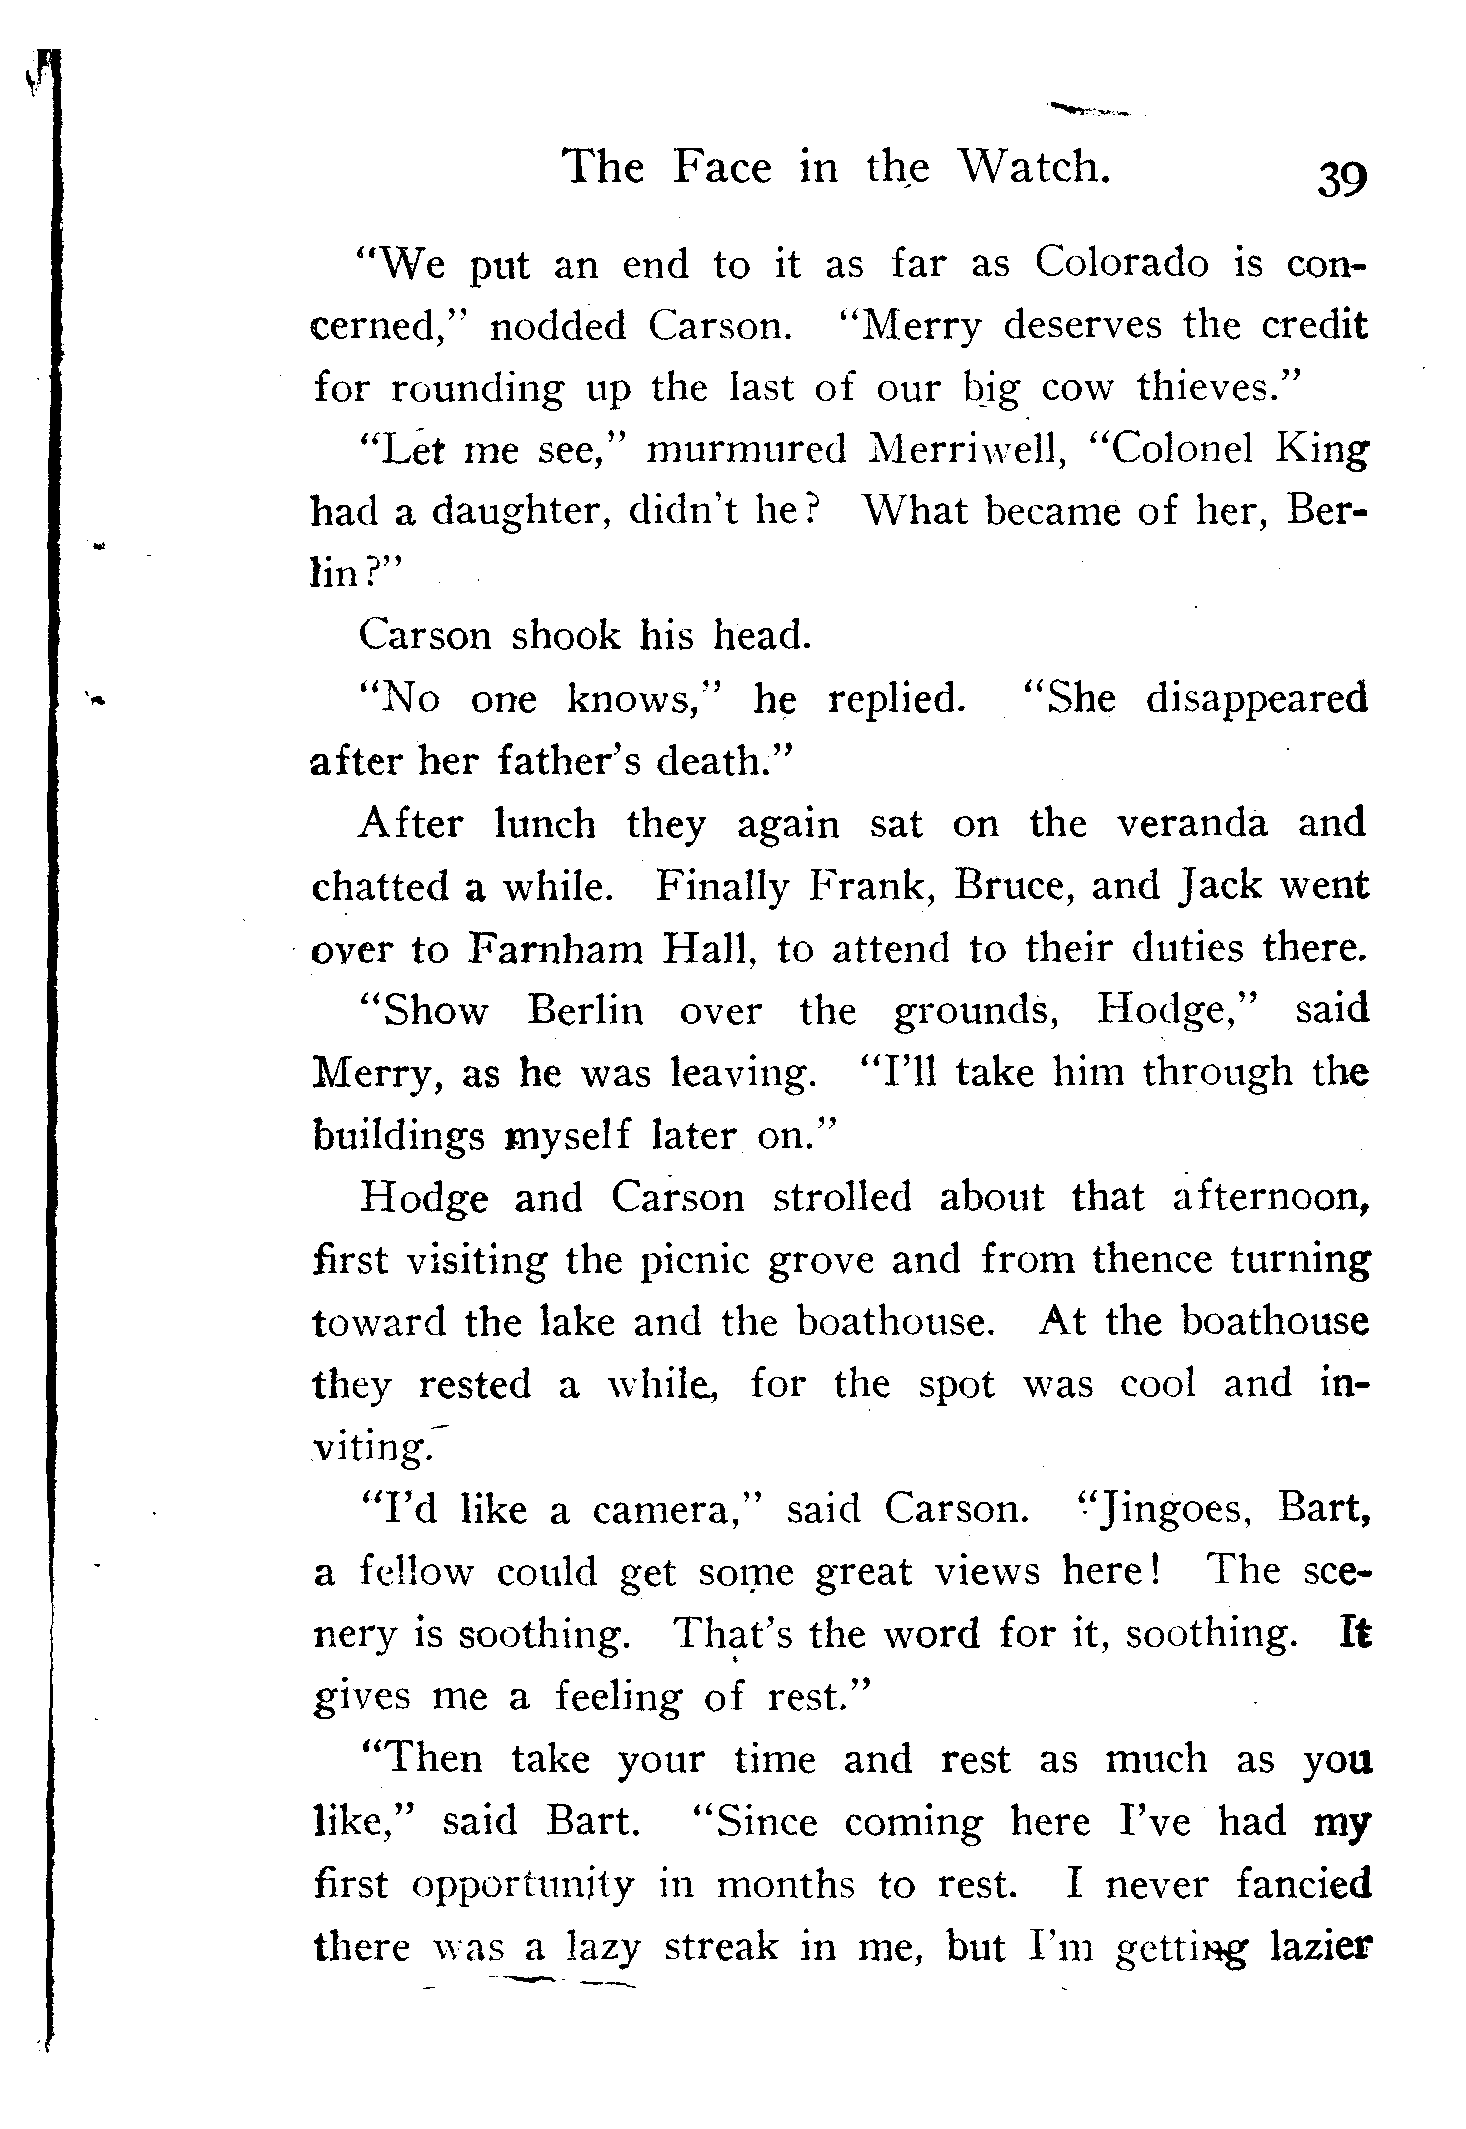 The Face in the Watch. 39
“We put an end to it as far as Colorado is con-
cerned,” nodded Carson. “Merry deserves the credit
for rounding up the last of our big cow thieves.”
“Let me see,” murmured Merriwell, “Colonel King
had a daughter, didn’t he? What became of her, Ber-
lin?”
Carson shook his head.
“No one knows,” he replied. “She disappeared
after her father’s death.”
After lunch they again sat on the veranda and
chatted a while. Finally Frank, Bruce, and Jack went
over to Farnham Hall, to attend to their duties there.
“Show Berlin over the grounds, Hodge,” said
Merry, as he was leaving. “I’ll take him through the
buildings myself later on.”
Hodge and Carson strolled about that afternoon,
first visiting the picnic grove and from thence turning
toward the lake and the boathouse. At the boathouse
they rested a while, for the spot was cool and in-
viting.
“I’d like a camera,” said Carson. “Jingoes, Bart,
a fellow could get some great views here! The sce-
nery is soothing. That’s the word for it, soothing. It
gives me a feeling of rest.”
“Then take your time and rest as much as you
like,” said Bart. “Since coming here I’ve had my
first opportunity in months to rest. I never fancied
there was a lazy streak in me, but I’m getting lazier